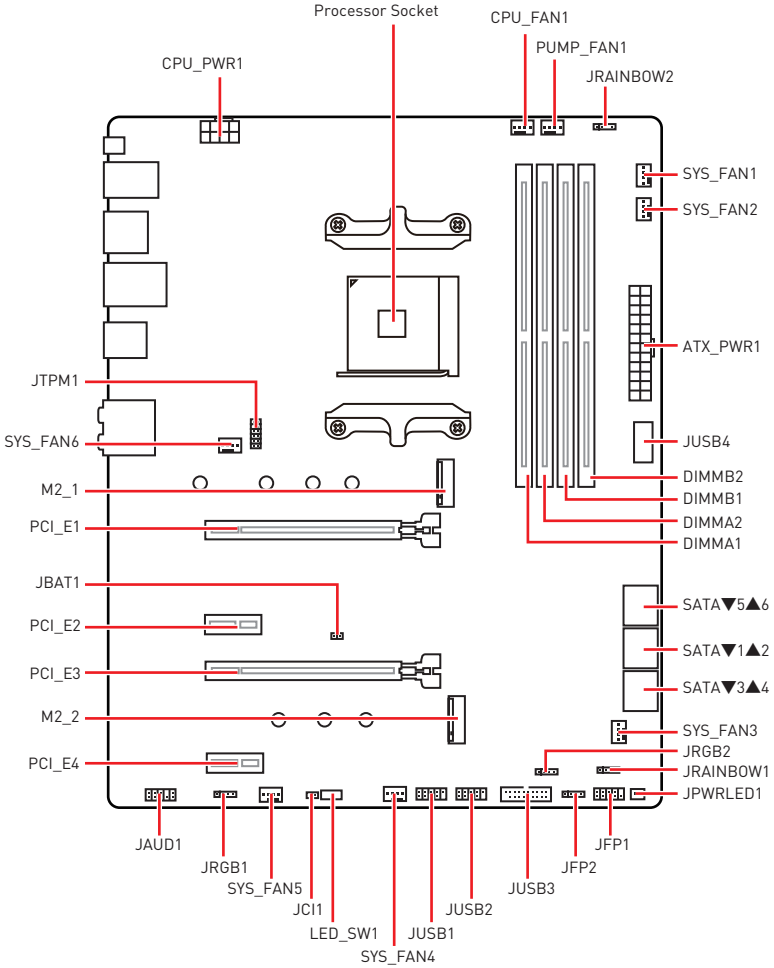 Processor Socket
CPU_FAN1
PUMP_FAN1
CPU_PWR1
JRAINBOW2
SYS_FAN1
SYS_FAN2
ATX_PWR1
JTPM1
SYS_FAN6
JUSB4
M2_1
DIMMB2
DIMMB1
PCI_E1
DIMMA2
DIMMA1
JBAT1
SATA▼5▲6
PCI_E2
SATA▼1▲2
PCI_E3
SATA▼3▲4
M2_2
SYS_FAN3
JRGB2
PCI_E4
JRAINBOW1
JPWRLED1
JAUD1
JFP1
JRGB1
JFP2
SYS_FAN5
JUSB3
JCI1
JUSB2
LED_SW1
JUSB1
SYS_FAN4